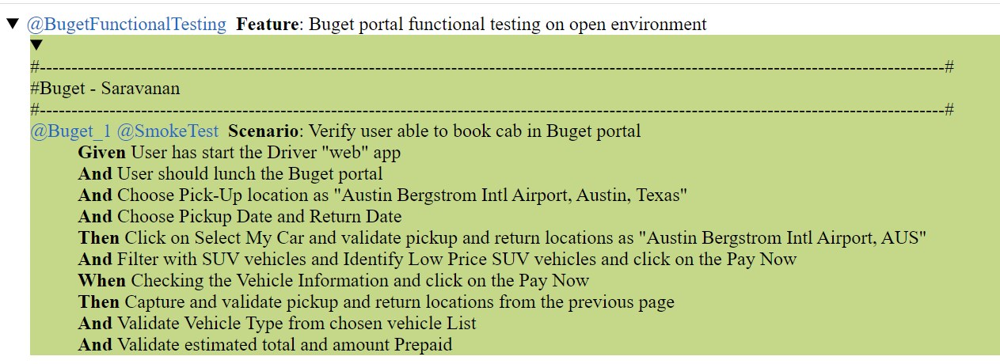 ▼ @BugetFunctionalTesting Feature: Buget portal functional testing on open environment
▼
#-----------------------------------------------------------------------------------------------------------------------------------------------#
#Buget - Saravanan
#-----------------------------------------------------------------------------------------------------------------------------------------------#
@Buget_1 @SmokeTest Scenario: Verify user able to book cab in Buget portal
Given User has start the Driver "web" app
And User should lunch the Buget portal
And Choose Pick-Up location as "Austin Bergstrom Intl Airport, Austin, Texas"
And Choose Pickup Date and Return Date
Then Click on Select My Car and validate pickup and return locations as "Austin Bergstrom Intl Airport, AUS"
And Filter with SUV vehicles and Identify Low Price SUV vehicles and click on the Pay Now
When Checking the Vehicle Information and click on the Pay Now
Then Capture and validate pickup and return locations from the previous page
And Validate Vehicle Type from chosen vehicle List
And Validate estimated total and amount Prepaid